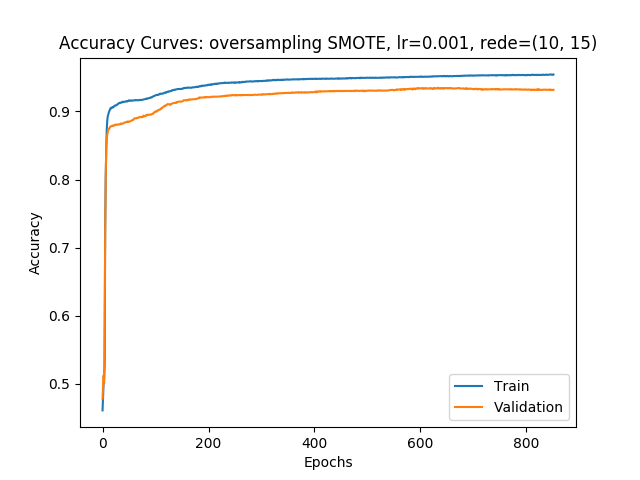 Accuracy Curves: oversampling SMOTE, lr=0.001, rede=(10, 15)
0.9
0.8
0.7
0.6
0.5
Accuracy
0
200
400
600
800
Epochs
Train
Validation